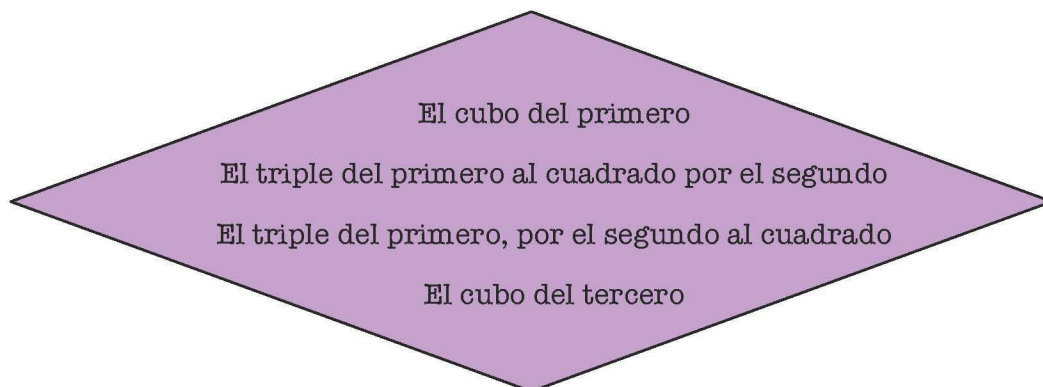 El cubo del primero
El triple del primero al cuadrado por el segundo
El triple del primero, por el segundo al cuadrado
El cubo del tercero